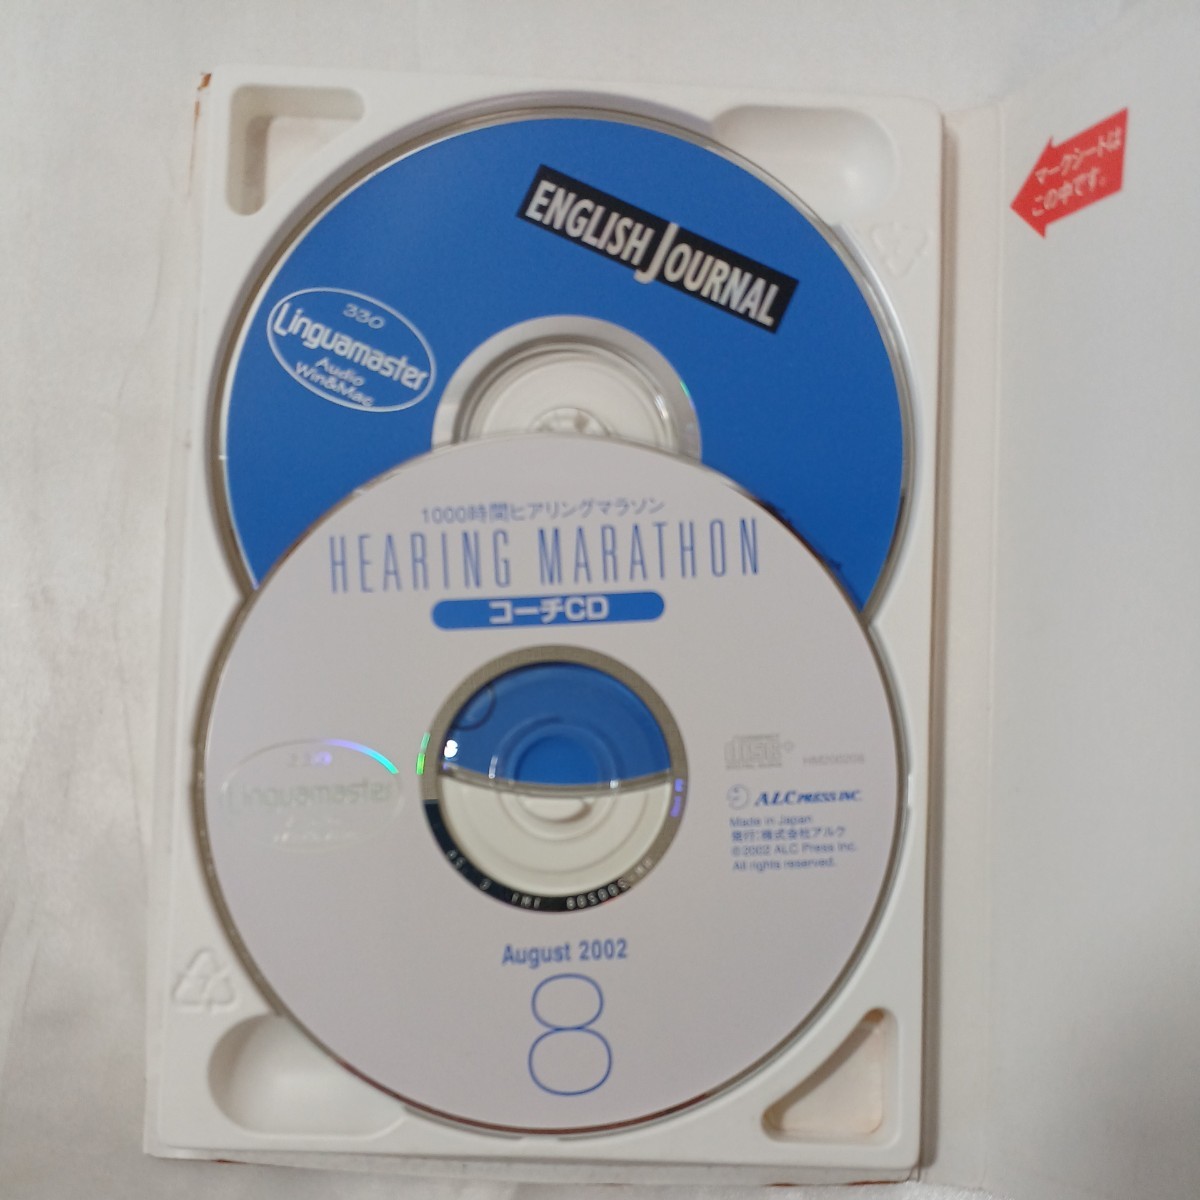 ENGLISH JOURNAL
330
Linguamaster
Audio
Win&Mac
マークシートは
この中です。
1000時間ヒアリングマラソン
HEARING MARATHON
コーチCD
Linguamaster
ALC PRESS INC.
Made in Japan
発行:株式会社アルク
©2002 ALC Press Inc.
All rights reserved.
August 2002
8